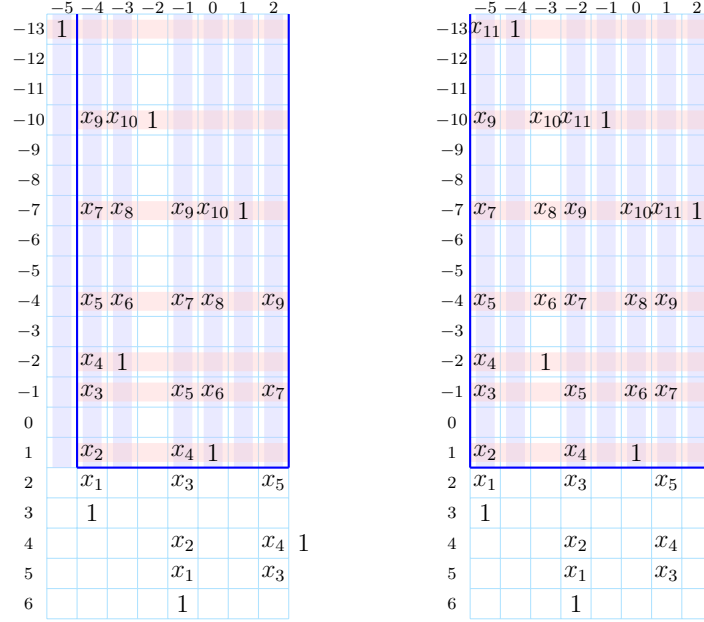 −5 −4 −3 −2 −1 0 1 2 −5 −4 −3 −2 −1 0 1 2
−13 1 −13 x₁₁ 1
−12 −12
−11 −11
−10 x₉ x₁₀ 1 −10 x₉ x₁₀ x₁₁ 1
−9 −9
−8 −8
−7 x₇ x₈ x₉ x₁₀ 1 −7 x₇ x₈ x₉ x₁₀ x₁₁ 1
−6 −6
−5 −5
−4 x₅ x₆ x₇ x₈ x₉ −4 x₅ x₆ x₇ x₈ x₉
−3 −3
−2 x₄ 1 −2 x₄ 1
−1 x₃ x₅ x₆ x₇ −1 x₃ x₅ x₆ x₇
0 0
1 x₂ x₄ 1 1 x₂ x₄ 1
2 x₁ x₃ x₅ 2 x₁ x₃ x₅
3 1 3 1
4 x₂ x₄ 1 4 x₂ x₄
5 x₁ x₃ 5 x₁ x₃
6 1 6 1